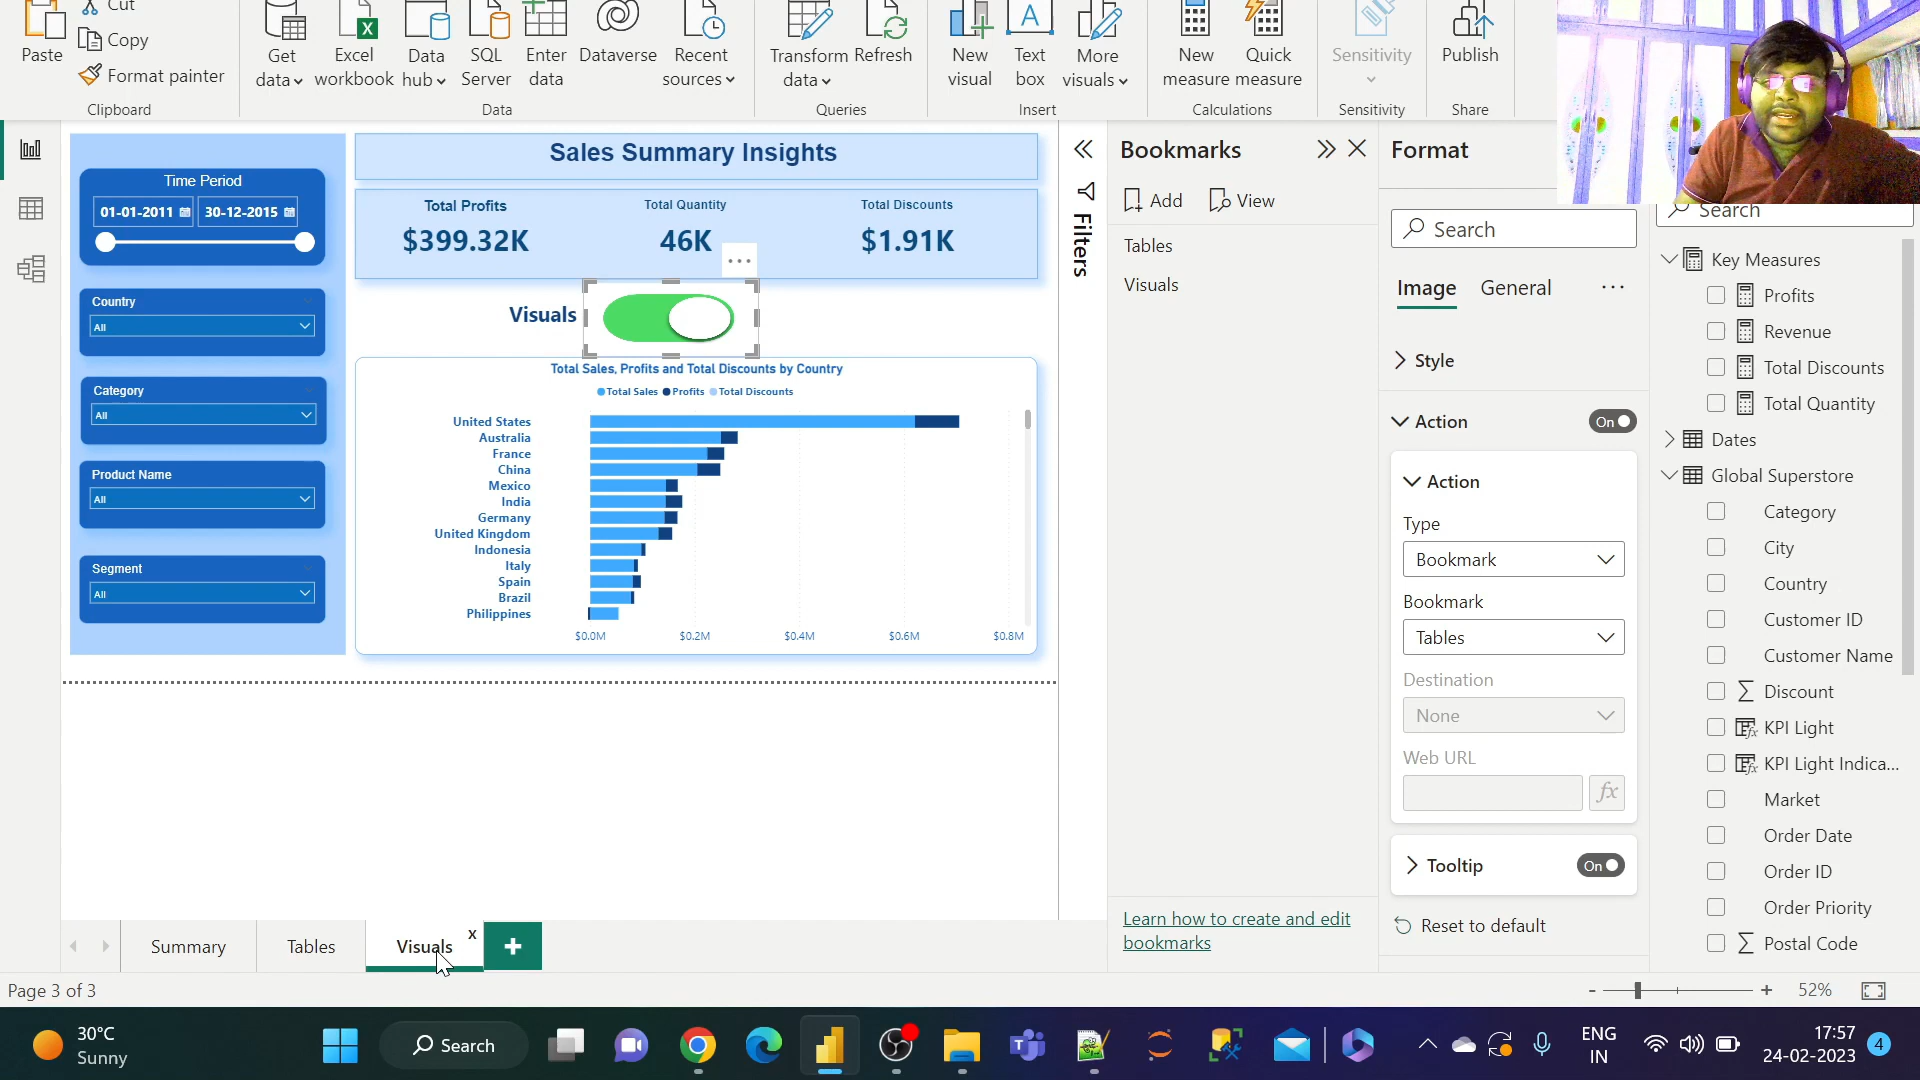 Cut
Paste
Copy
Format painter
Clipboard
Get data
Excel workbook
Data hub
SQL Server
Enter data
Dataverse
Recent sources
Data
Transform data
Refresh
Queries
New visual
Text box
More visuals
Insert
New measure
Quick measure
Calculations
Sensitivity
Sensitivity
Publish
Share
Time Period
01-01-2011
30-12-2015
Country
All
Category
All
Product Name
All
Segment
All
Sales Summary Insights
Total Profits
$399.32K
Total Quantity
46K
Total Discounts
$1.91K
Visuals
Total Sales, Profits and Total Discounts by Country
Total Sales Profits Total Discounts
United States
Australia
France
China
Mexico
India
Germany
United Kingdom
Indonesia
Italy
Spain
Brazil
Philippines
$0.0M $0.2M $0.4M $0.6M $0.8M
Filters
Bookmarks
Add View
Tables
Visuals
Learn how to create and edit
bookmarks
Format
Search
Image General
Style
Action On
Action
Type
Bookmark
Bookmark
Tables
Destination
None
Web URL
fx
Tooltip On
Reset to default
Search
Key Measures
Profits
Revenue
Total Discounts
Total Quantity
Dates
Global Superstore
Category
City
Country
Customer ID
Customer Name
Discount
KPI Light
KPI Light Indica...
Market
Order Date
Order ID
Order Priority
Postal Code
Summary Tables Visuals x +
Page 3 of 3
- + 52%
30°C
Sunny
Search
ENG
IN
17:57
24-02-2023
4